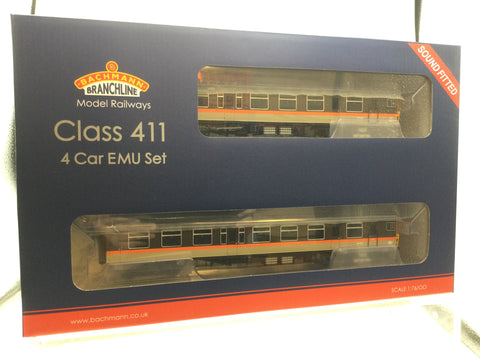 BACHMANN
BRANCHLINE
Model Railways
Class 411
4 Car EMU Set
SOUND FITTED
www.bachmann.co.uk
SCALE 1:76/OO